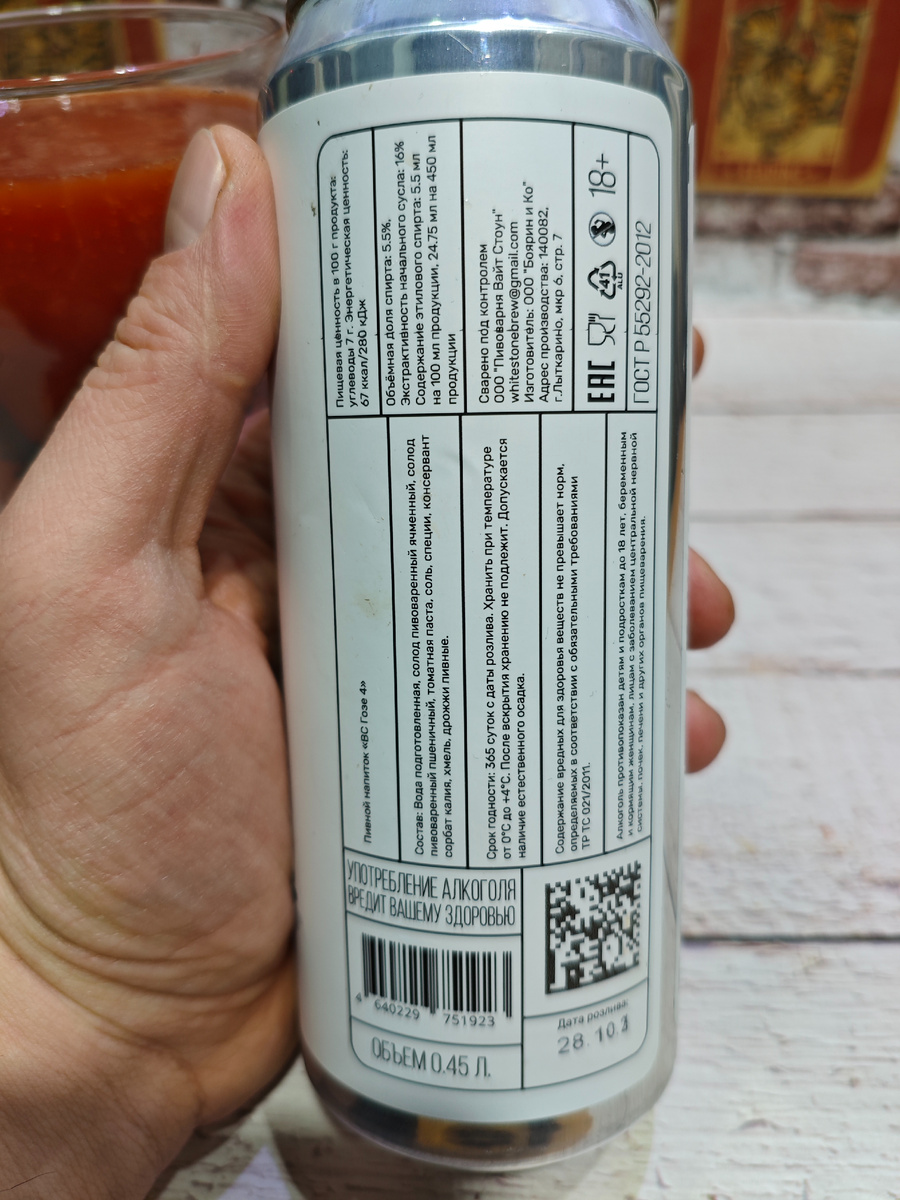 Пищевая ценность в 100 г продукта:
углеводы 7 г. Энергетическая ценность:
67 ккал/280 кДж
Объёмная доля спирта: 5.5%.
Экстрактивность начального сусла: 16%
Содержание этилового спирта: 5.5 мл
на 100 мл продукции, 24.75 мл на 450 мл
продукции
Сварено под контролем
ООО "Пивоварня Вайт Стоун"
whitestonebrew@gmail.com
Изготовитель: ООО "Боярин и Ко"
Адрес производства: 140082,
г.Лыткарино, мкр 6, стр. 7
EAC
41
ALU
18+
ГОСТ Р 55292-2012
Пивной напиток «ВС Гозе 4»
Состав: Вода подготовленная, солод пивоваренный ячменный, солод
пивоваренный пшеничный, томатная паста, соль, специи, консервант
сорбат калия, хмель, дрожжи пивные.
Срок годности: 365 суток с даты розлива. Хранить при температуре
от 0°С до +4°С. После вскрытия хранению не подлежит. Допускается
наличие естественного осадка.
Содержание вредных для здоровья веществ не превышает норм,
определяемых в соответствии с обязательными требованиями
ТР ТС 021/2011.
Алкоголь противопоказан детям и подросткам до 18 лет, беременным
и кормящим женщинам, лицам с заболеванием центральной нервной
системы, почек, печени и других органов пищеварения.
УПОТРЕБЛЕНИЕ АЛКОГОЛЯ
ВРЕДИТ ВАШЕМУ ЗДОРОВЬЮ
4 640229 751923
ОБЪЕМ 0.45 Л.
Дата розлива:
28.10.